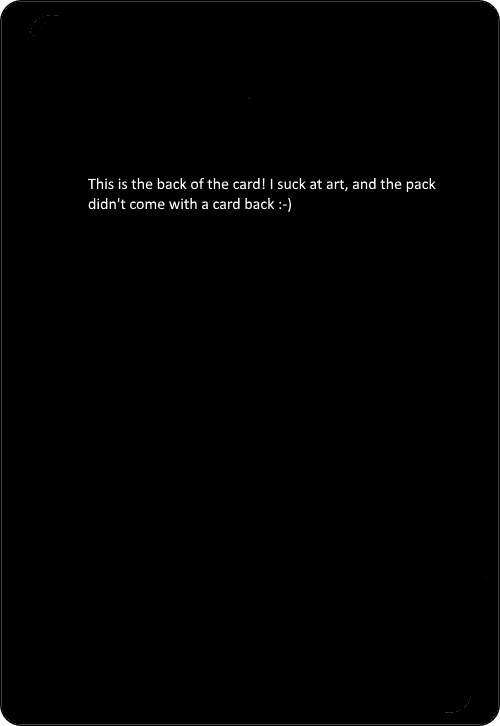 This is the back of the card! I suck at art, and the pack
didn't come with a card back :-)